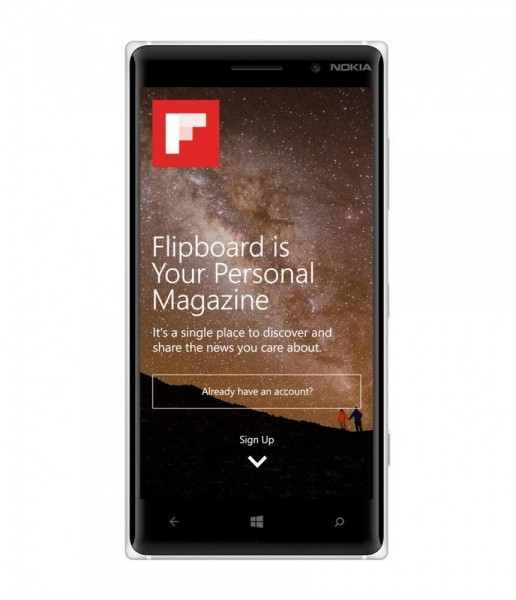 NOKIA
Flipboard is
Your Personal
Magazine
It's a single place to discover and
share the news you care about.
Already have an account?
Sign Up